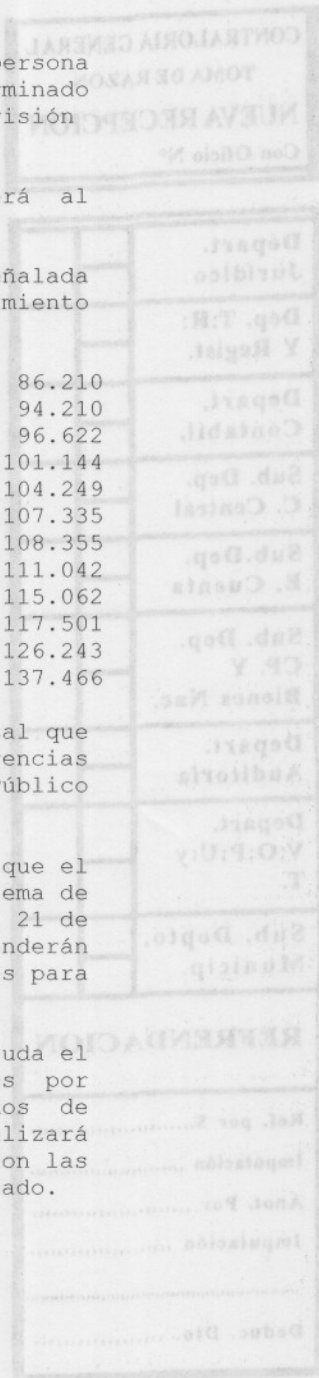 ersona
rminado
isión
rá al
ñalada
miento
86.210
94.210
96.622
101.144
104.249
107.335
108.355
111.042
115.062
117.501
126.243
137.466
al que
encias
úblico
que el
ema de
21 de
nderán
s para
uda el
s por
os de
lizará
on las
ado.
CONTRALORIA GENERAL
TOMA DE RAZON
NUEVA RECEPCION
Con Oficio Nº
Depart.
Jurídico
Dep. T:R:
Y Regist.
Depart.
Contabil.
Sub. Dep.
C. Central
Sub.Dep.
E. Cuenta
Sub. Dep.
CP. Y
Bienes Nac.
Depart.
Auditoría
Depart.
V:O:P:U:y
T.
Sub. Depto.
Municip
REFRENDACION
Ref. por $
Imputación
Anot. Por
Imputación
Deduc. Dto.